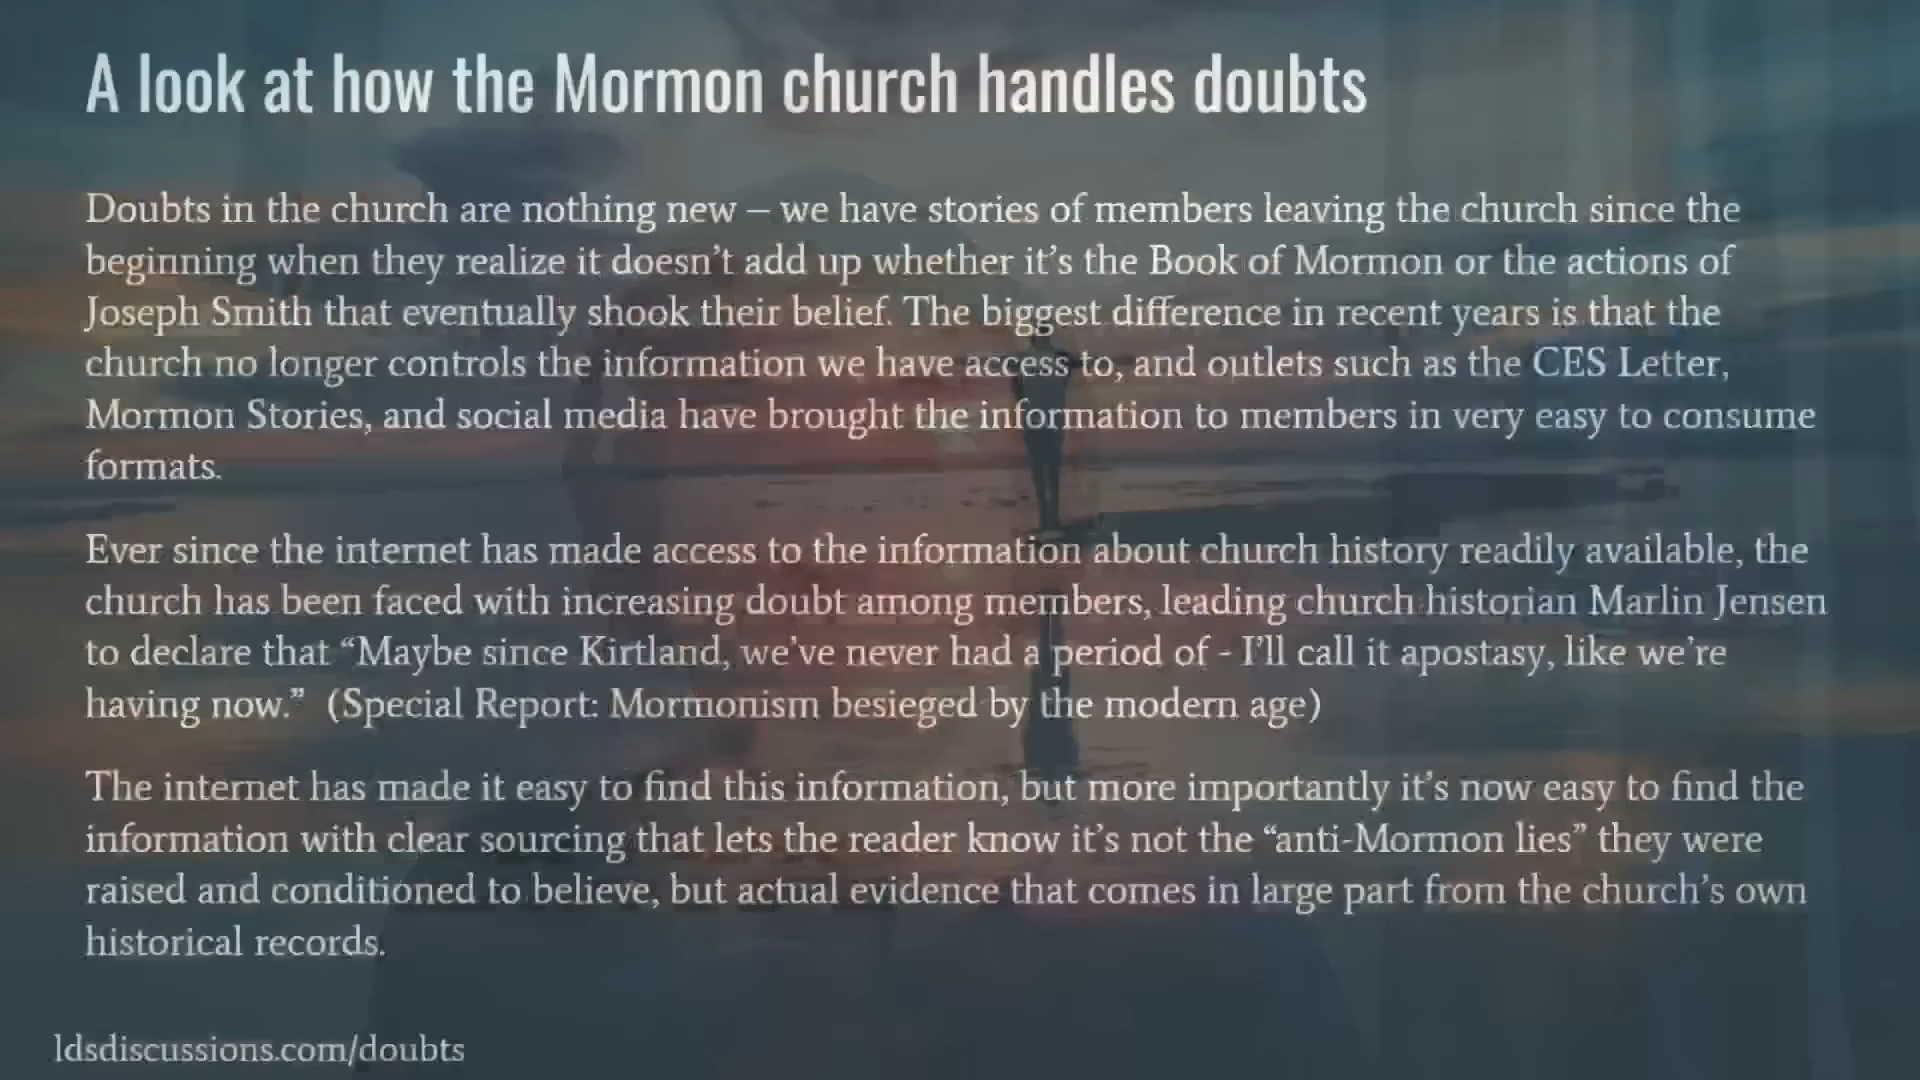 A look at how the Mormon church handles doubts
Doubts in the church are nothing new – we have stories of members leaving the church since the
beginning when they realize it doesn’t add up whether it’s the Book of Mormon or the actions of
Joseph Smith that eventually shook their belief. The biggest difference in recent years is that the
church no longer controls the information we have access to, and outlets such as the CES Letter,
Mormon Stories, and social media have brought the information to members in very easy to consume
formats.
Ever since the internet has made access to the information about church history readily available, the
church has been faced with increasing doubt among members, leading church historian Marlin Jensen
to declare that “Maybe since Kirtland, we’ve never had a period of - I’ll call it apostasy, like we’re
having now.”  (Special Report: Mormonism besieged by the modern age)
The internet has made it easy to find this information, but more importantly it’s now easy to find the
information with clear sourcing that lets the reader know it’s not the “anti-Mormon lies” they were
raised and conditioned to believe, but actual evidence that comes in large part from the church’s own
historical records.
ldsdiscussions.com/doubts